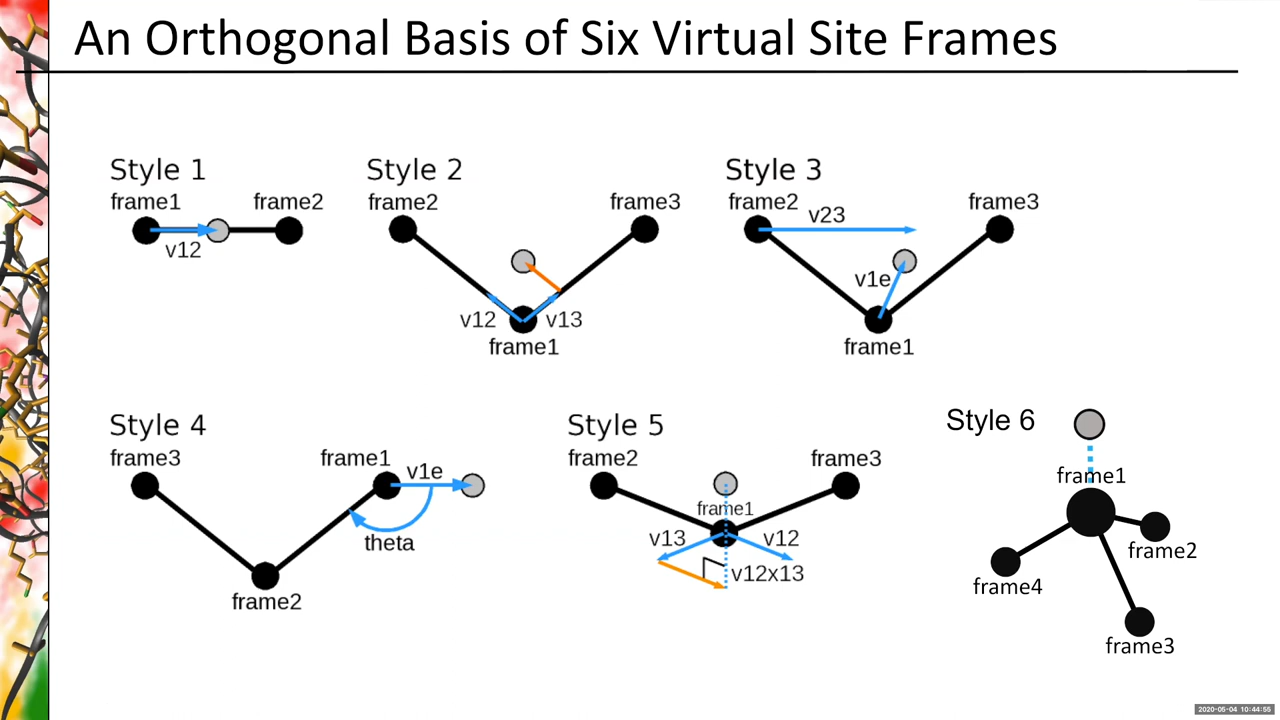 An Orthogonal Basis of Six Virtual Site Frames
Style 1
frame1
frame2
v12
Style 2
frame2
frame3
v12
v13
frame1
Style 3
frame2
frame3
v23
v1e
frame1
Style 4
frame3
frame1
v1e
theta
frame2
Style 5
frame2
frame3
frame1
v13
v12
v12x13
Style 6
frame1
frame2
frame4
frame3
2020-05-04 10:44:55